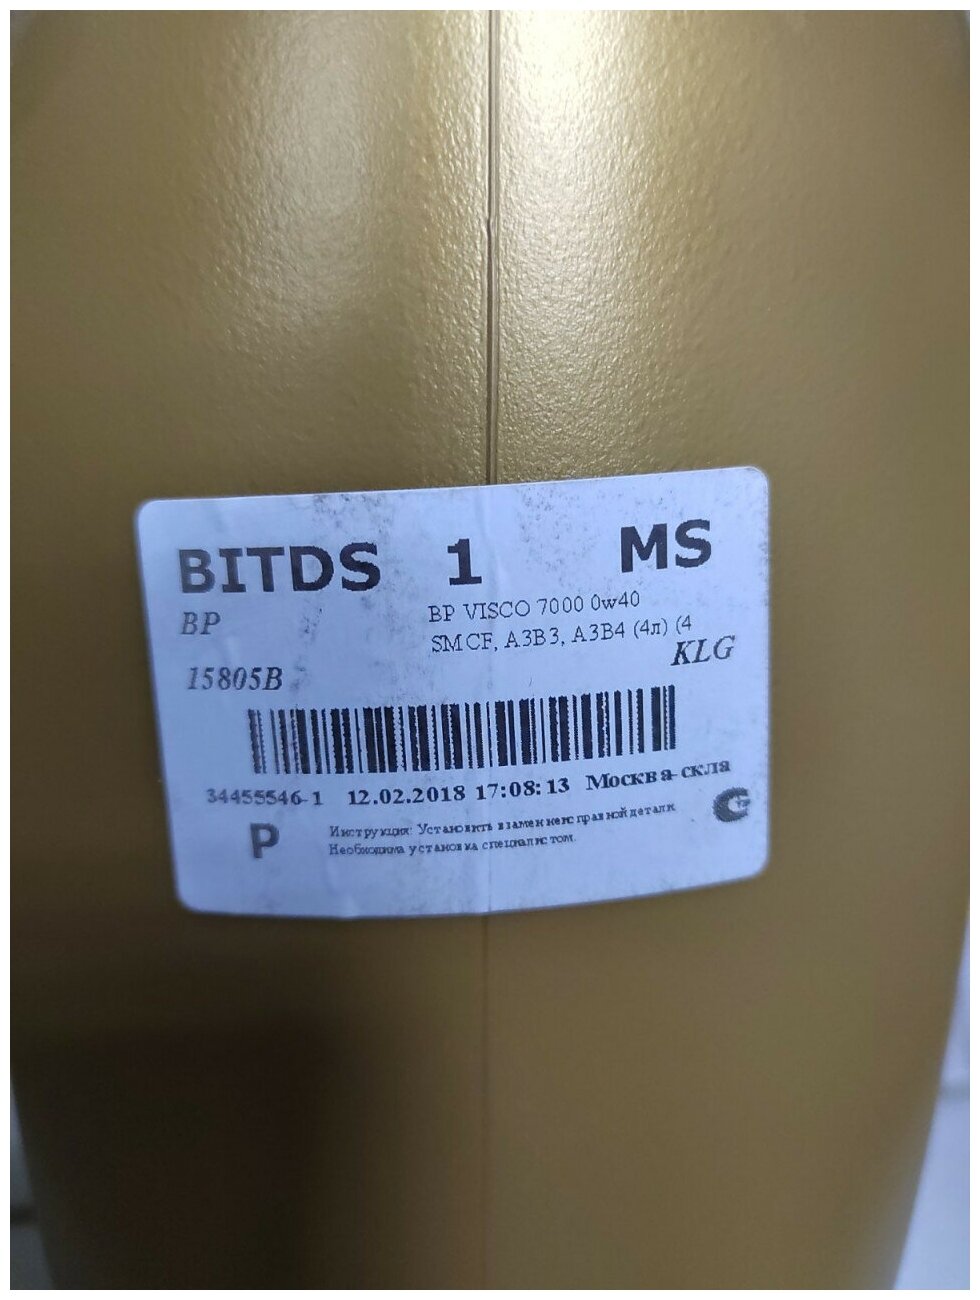 BITDS 1 MS
BP
BP VISCO 7000 0w40
SM CF, A3B3, A3B4 (4л) (4
KLG
15805B
34455546-1 12.02.2018 17:08:13 Москва-скла
P
Инструкция: Установить взамен неисправной детали.
Необходима установка специалистом.